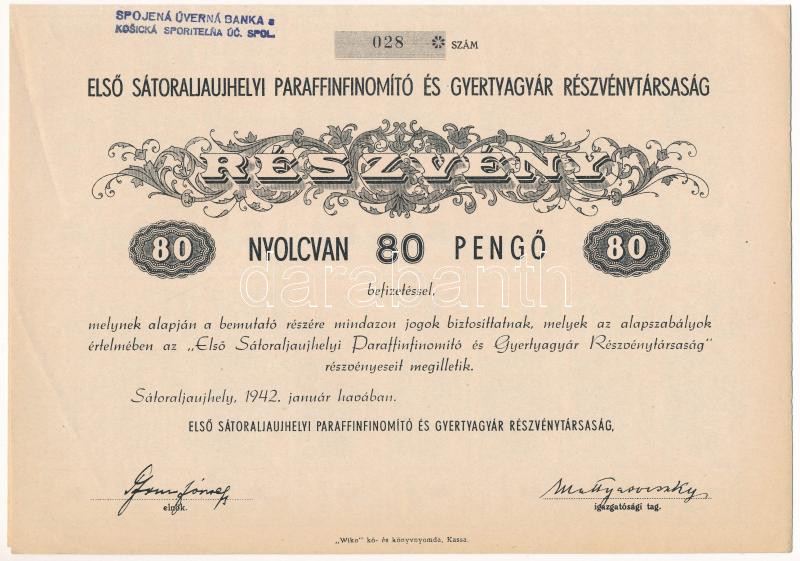 SPOJENÁ ÚVERNÁ BANKA a
KOŠICKÁ SPORITEĽŇA ÚČ. SPOL.
028 ✻ SZÁM
ELSŐ SÁTORALJAUJHELYI PARAFFINFINOMÍTÓ ÉS GYERTYAGYÁR RÉSZVÉNYTÁRSASÁG
RÉSZVÉNY
80 NYOLCVAN 80 PENGŐ 80
darabanth
befizetéssel,
melynek alapján a bemutató részére mindazon jogok biztosíttatnak, melyek az alapszabályok
értelmében az „Első Sátoraljaujhelyi Paraffinfinomító és Gyertyagyár Részvénytársaság"
részvényeseit megilletik.
Sátoraljaujhely, 1942. január havában.
ELSŐ SÁTORALJAUJHELYI PARAFFINFINOMÍTÓ ÉS GYERTYAGYÁR RÉSZVÉNYTÁRSASÁG,
elnök.
igazgatósági tag.
„Wiko" kő- és könyvnyomda, Kassa.